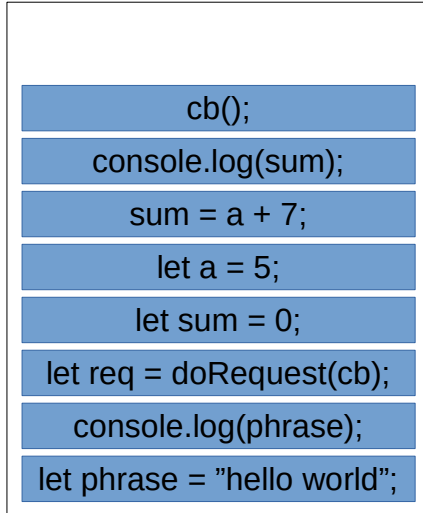 cb();
console.log(sum);
sum = a + 7;
let a = 5;
let sum = 0;
let req = doRequest(cb);
console.log(phrase);
let phrase = ”hello world”;